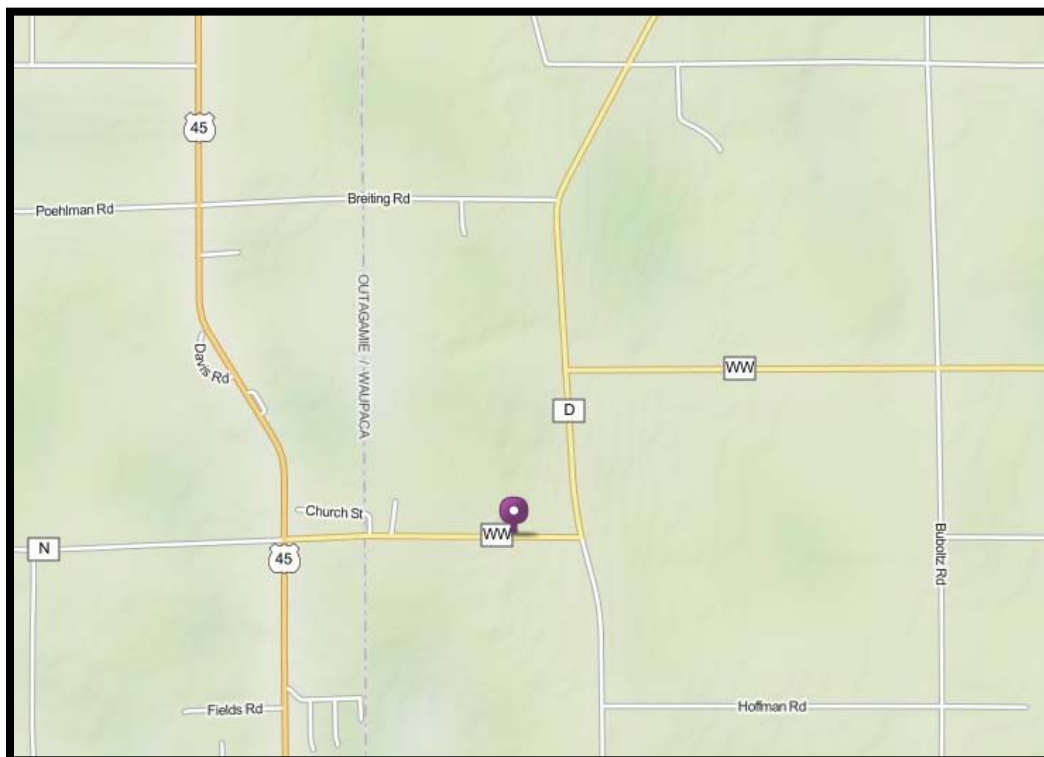 45
Poehlman Rd
Breiting Rd
OUTAGAMIE / WAUPACA
Davis Rd
WW
D
Church St
WW
N
45
Buboltz Rd
Fields Rd
Hoffman Rd